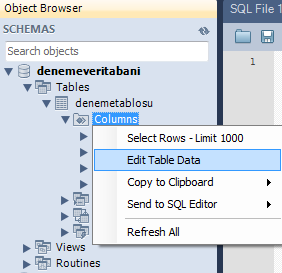 Object Browser
SCHEMAS
Search objects
denemeveritabani
Tables
denemetablosu
Columns
Select Rows - Limit 1000
Edit Table Data
Copy to Clipboard
Send to SQL Editor
Refresh All
Views
Routines
SQL File 1
1